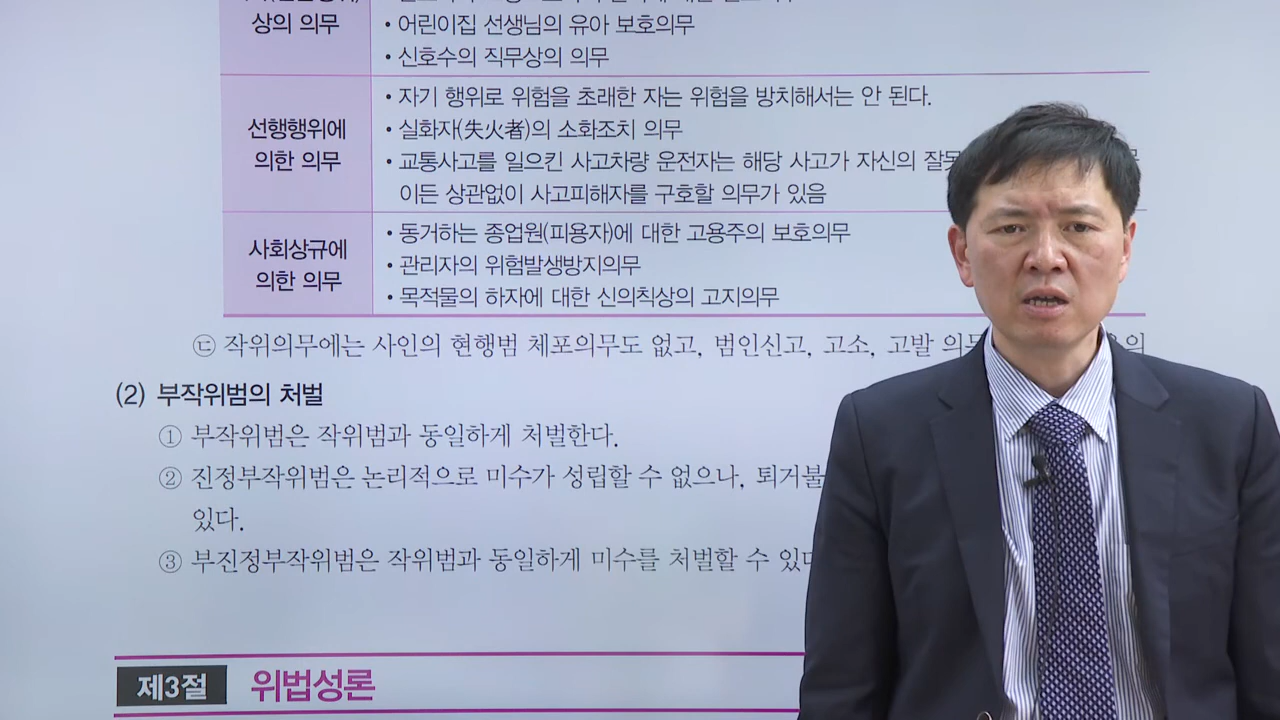 상의 의무
• 어린이집 선생님의 유아 보호의무
• 신호수의 직무상의 의무
선행행위에
의한 의무
• 자기 행위로 위험을 초래한 자는 위험을 방치해서는 안 된다.
• 실화자(失火者)의 소화조치 의무
• 교통사고를 일으킨 사고차량 운전자는 해당 사고가 자신의
이든 상관없이 사고피해자를 구호할 의무가 있음
사회상규에
의한 의무
• 동거하는 종업원(피용자)에 대한 고용주의 보호의무
• 관리자의 위험발생방지의무
• 목적물의 하자에 대한 신의칙상의 고지의무
㉢ 작위의무에는 사인의 현행범 체포의무도 없고, 범인신고, 고소, 고발
(2) 부작위범의 처벌
① 부작위범은 작위범과 동일하게 처벌한다.
② 진정부작위범은 논리적으로 미수가 성립할 수 없으나,
있다.
③ 부진정부작위범은 작위범과 동일하게 미수를 처벌할 수
제3절 위법성론